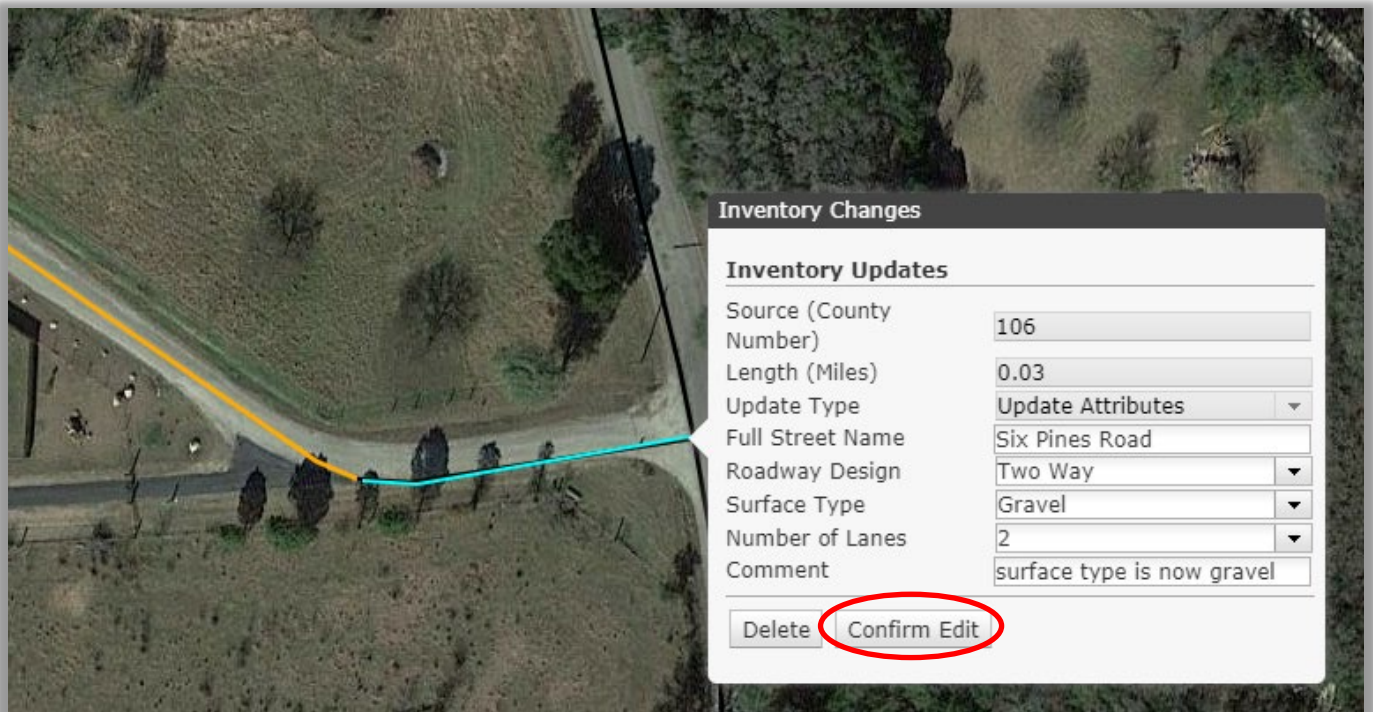 Inventory Changes
Inventory Updates
Source (County
Number)
106
Length (Miles)
0.03
Update Type
Update Attributes
Full Street Name
Six Pines Road
Roadway Design
Two Way
Surface Type
Gravel
Number of Lanes
2
Comment
surface type is now gravel
Delete
Confirm Edit